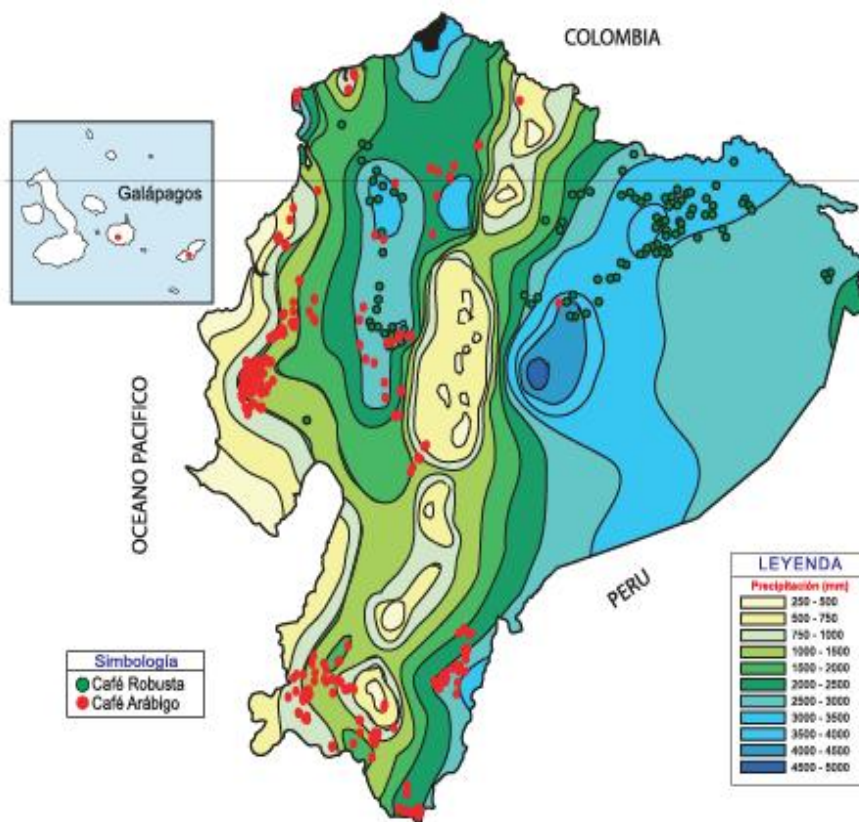 COLOMBIA
Galápagos
OCEANO PACIFICO
PERU
LEYENDA
Precipitación (mm)
250 - 500
500 - 750
750 - 1000
1000 - 1500
1500 - 2000
2000 - 2500
2500 - 3000
3000 - 3500
3500 - 4000
4000 - 4500
4500 - 5000
Simbología
Café Robusta
Café Arábigo